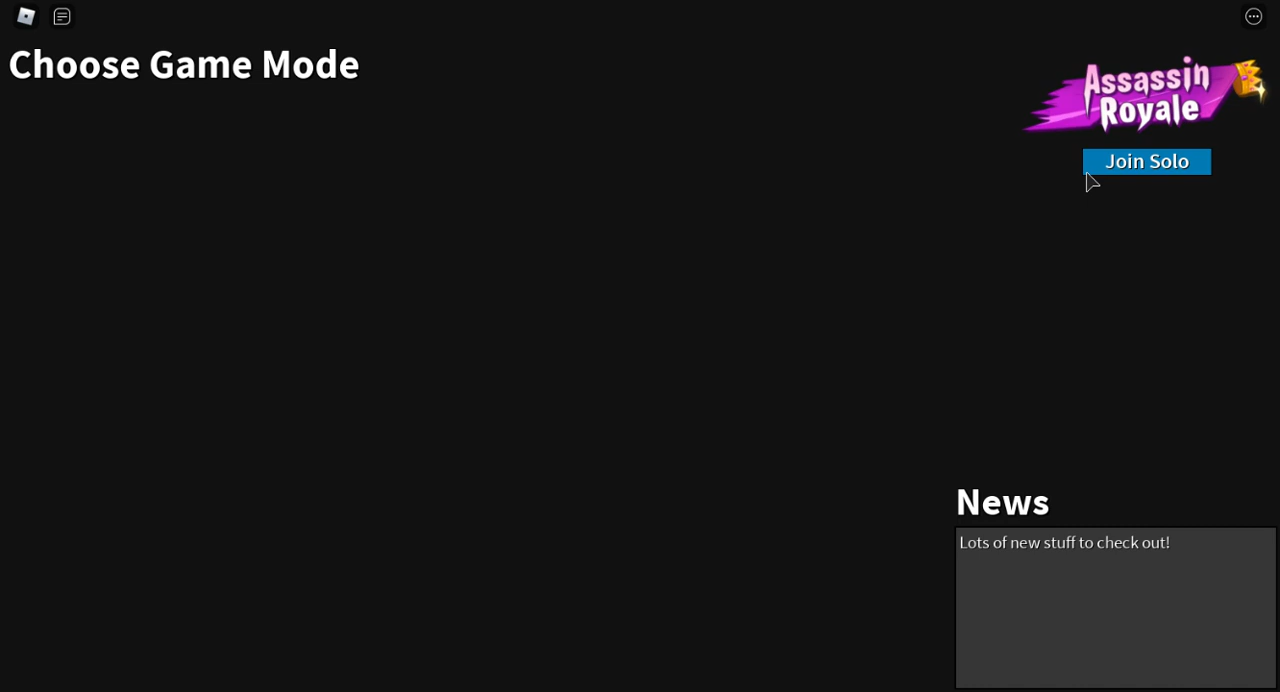 Choose Game Mode
Assassin
Royale
Join Solo
News
Lots of new stuff to check out!